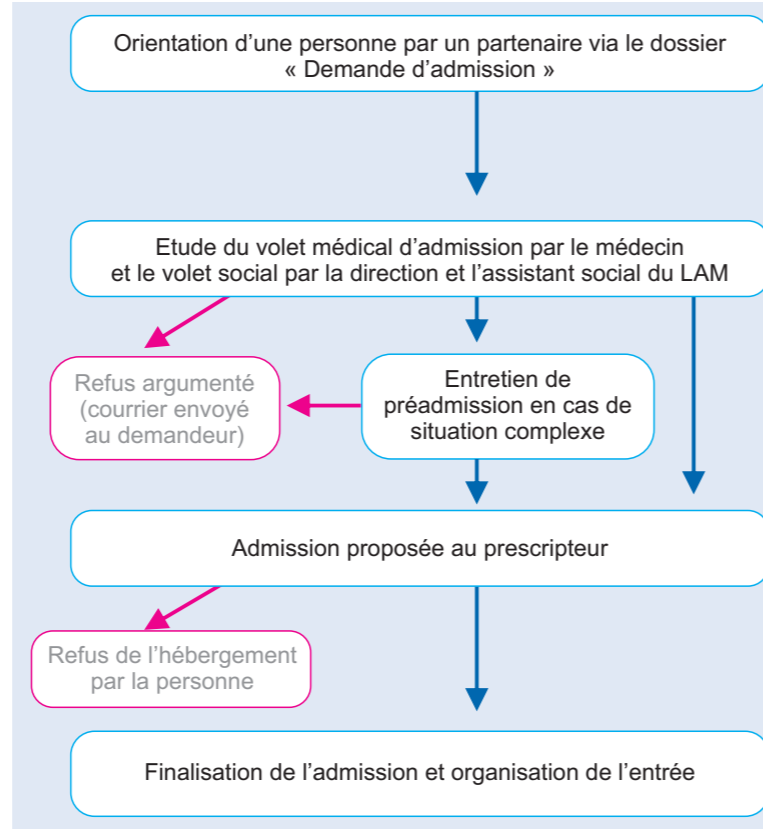 Orientation d’une personne par un partenaire via le dossier
« Demande d’admission »
Etude du volet médical d’admission par le médecin
et le volet social par la direction et l’assistant social du LAM
Refus argumenté
(courrier envoyé
au demandeur)
Entretien de
préadmission en cas de
situation complexe
Admission proposée au prescripteur
Refus de l’hébergement
par la personne
Finalisation de l’admission et organisation de l’entrée